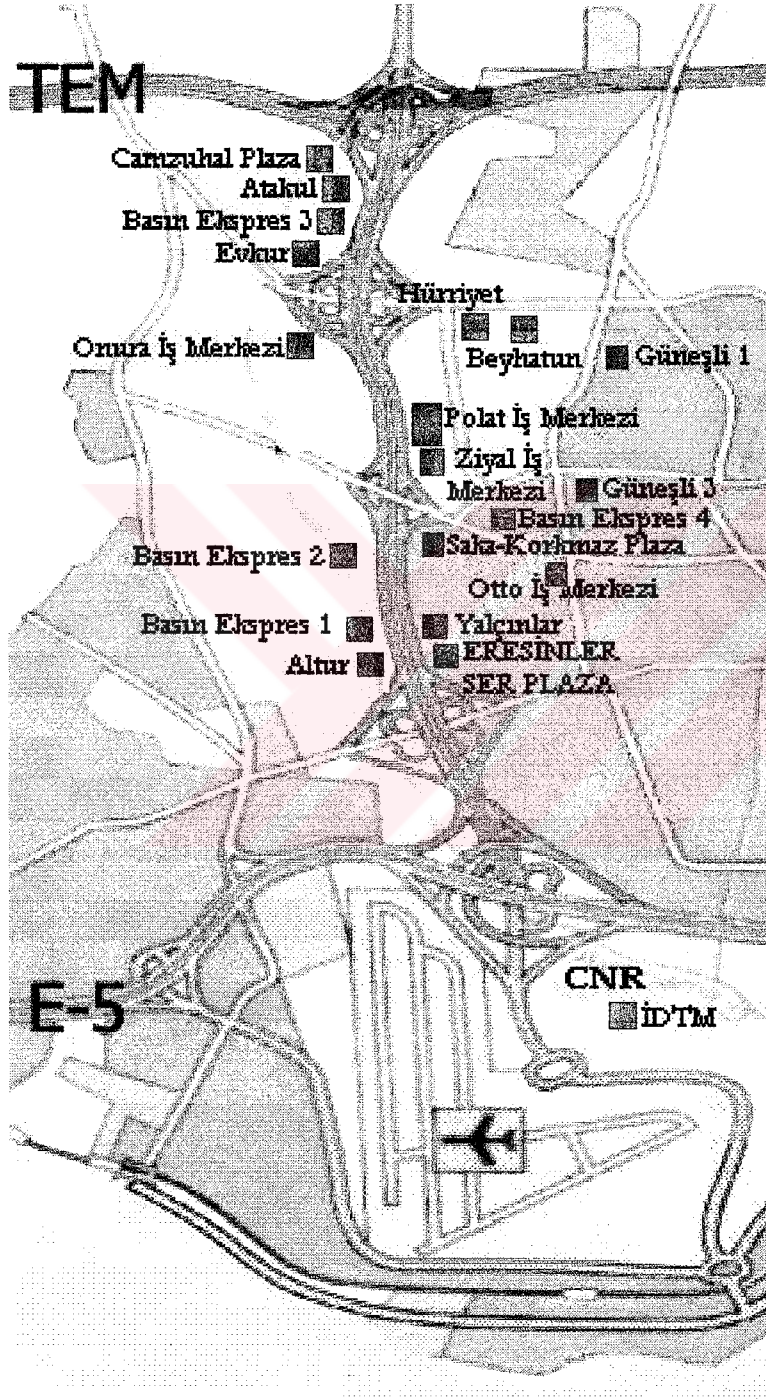 TEM
Camzuhal Plaza
Atakul
Basın Ekspres 3
Evkur
Hürriyet
Onura İş Merkezi
Beyhatun
Güneşli 1
Polat İş Merkezi
Ziyal İş
Merkezi
Güneşli 3
Basın Ekspres 4
Saka-Korkmaz Plaza
Basın Ekspres 2
Otto İş Merkezi
Basın Ekspres 1
Yalçınlar
Altur
ERESİNLER
SER PLAZA
CNR
E-5
İDTM